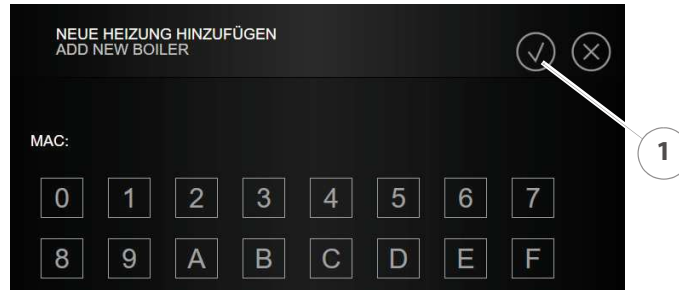 NEUE HEIZUNG HINZUFÜGEN
ADD NEW BOILER
1
MAC:
0 1 2 3 4 5 6 7
8 9 A B C D E F